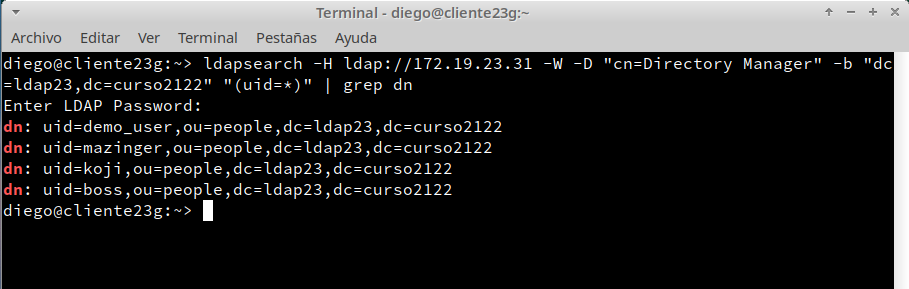 Terminal - diego@cliente23g:~
Archivo Editar Ver Terminal Pestañas Ayuda
diego@cliente23g:~> ldapsearch -H ldap://172.19.23.31 -W -D "cn=Directory Manager" -b "dc
=ldap23,dc=curso2122" "(uid=*)" | grep dn
Enter LDAP Password:
dn: uid=demo_user,ou=people,dc=ldap23,dc=curso2122
dn: uid=mazinger,ou=people,dc=ldap23,dc=curso2122
dn: uid=koji,ou=people,dc=ldap23,dc=curso2122
dn: uid=boss,ou=people,dc=ldap23,dc=curso2122
diego@cliente23g:~>